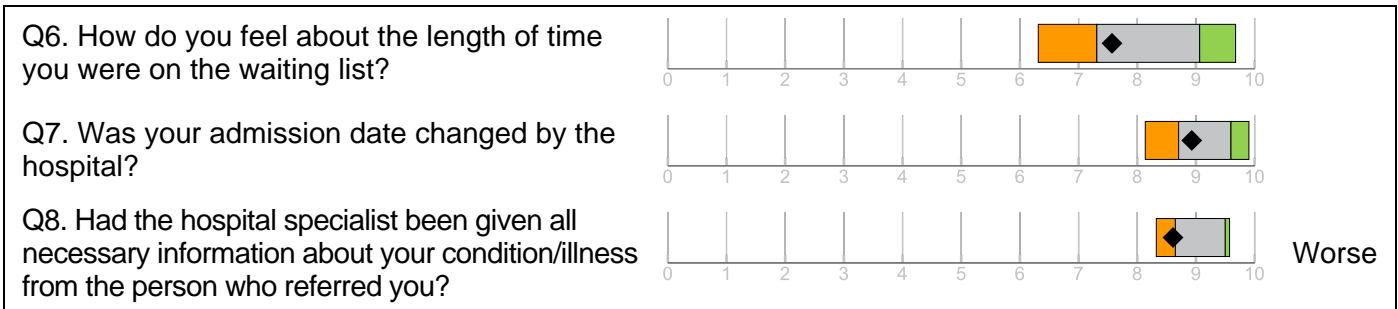 Q6. How do you feel about the length of time
you were on the waiting list?
0 1 2 3 4 5 6 7 8 9 10
Q7. Was your admission date changed by the
hospital?
0 1 2 3 4 5 6 7 8 9 10
Q8. Had the hospital specialist been given all
necessary information about your condition/illness
from the person who referred you?
0 1 2 3 4 5 6 7 8 9 10
Worse